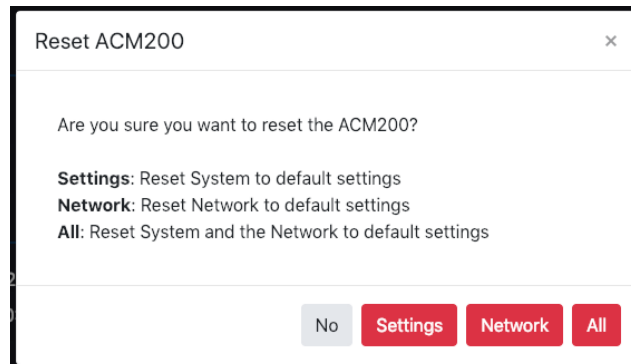 Reset ACM200 ×
Are you sure you want to reset the ACM200?
Settings: Reset System to default settings
Network: Reset Network to default settings
All: Reset System and the Network to default settings
No Settings Network All